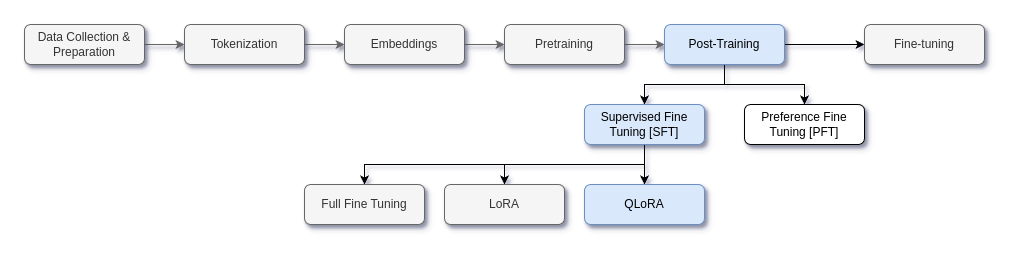 Data Collection &
Preparation
Tokenization
Embeddings
Pretraining
Post-Training
Fine-tuning
Supervised Fine
Tuning [SFT]
Preference Fine
Tuning [PFT]
Full Fine Tuning
LoRA
QLoRA